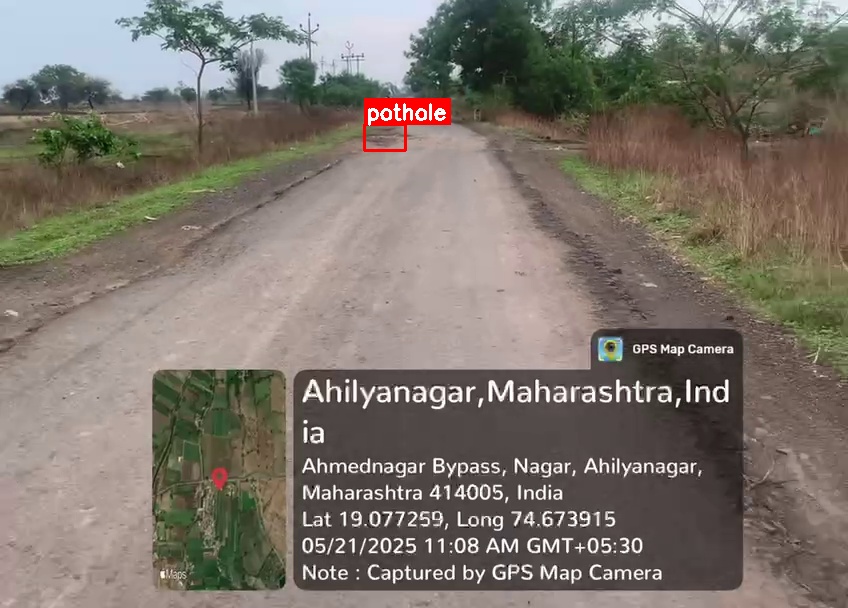 pothole
GPS Map Camera
Ahilyanagar,Maharashtra,Ind
ia
Ahmednagar Bypass, Nagar, Ahilyanagar,
Maharashtra 414005, India
Lat 19.077259, Long 74.673915
05/21/2025 11:08 AM GMT+05:30
Note : Captured by GPS Map Camera
Maps